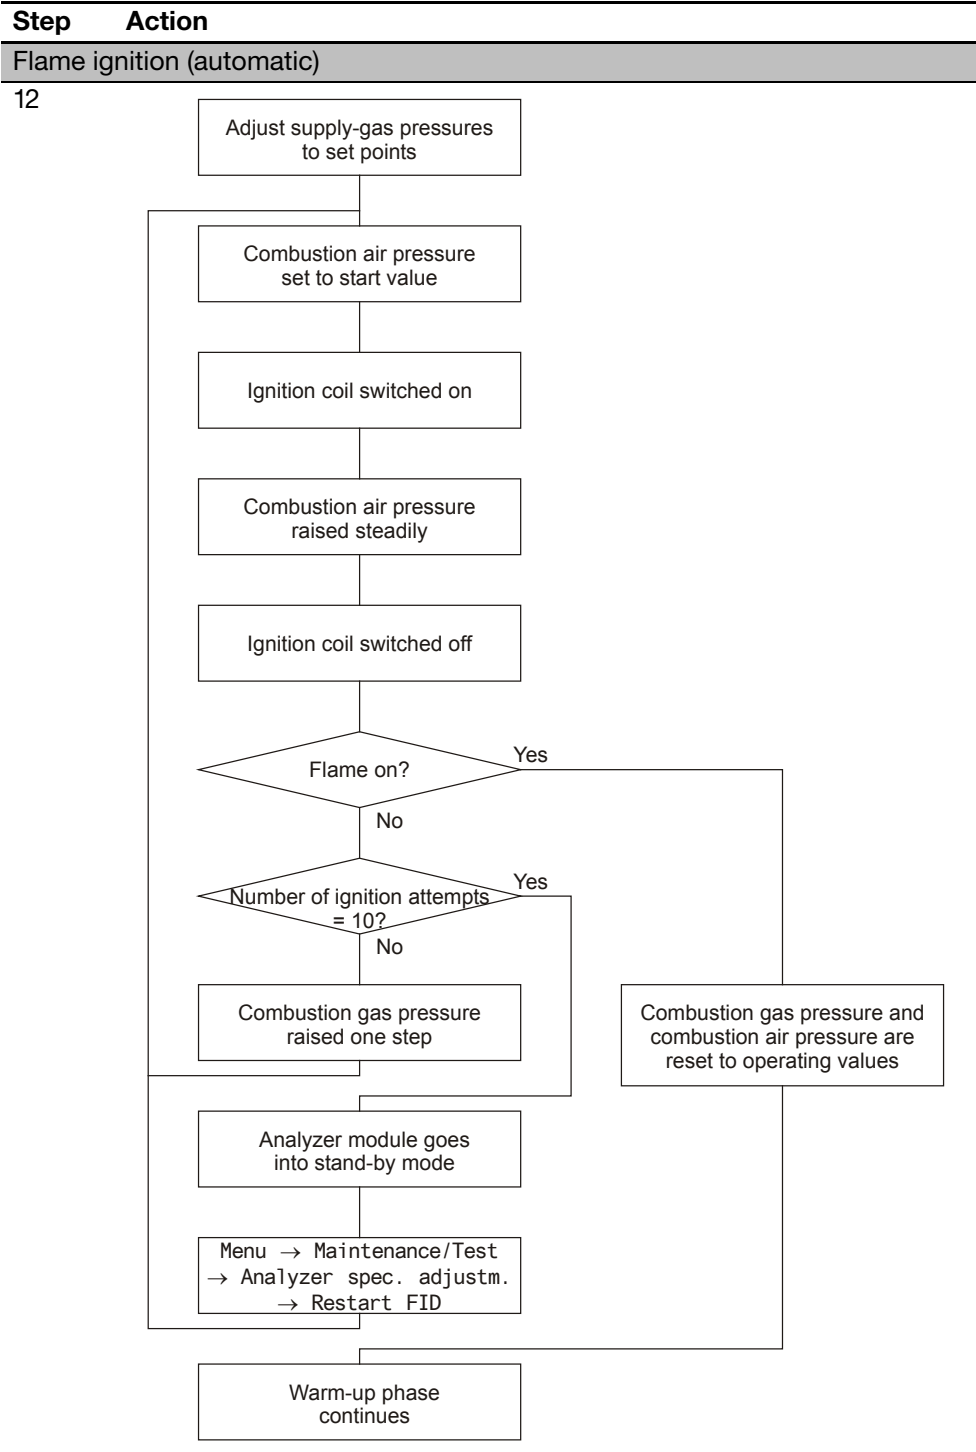 Step Action
Flame ignition (automatic)
12
Adjust supply-gas pressures
to set points
Combustion air pressure
set to start value
Ignition coil switched on
Combustion air pressure
raised steadily
Ignition coil switched off
Flame on?
Yes
No
Number of ignition attempts
= 10?
Yes
No
Combustion gas pressure
raised one step
Combustion gas pressure and
combustion air pressure are
reset to operating values
Analyzer module goes
into stand-by mode
Menu → Maintenance/Test
→ Analyzer spec. adjustm.
→ Restart FID
Warm-up phase
continues